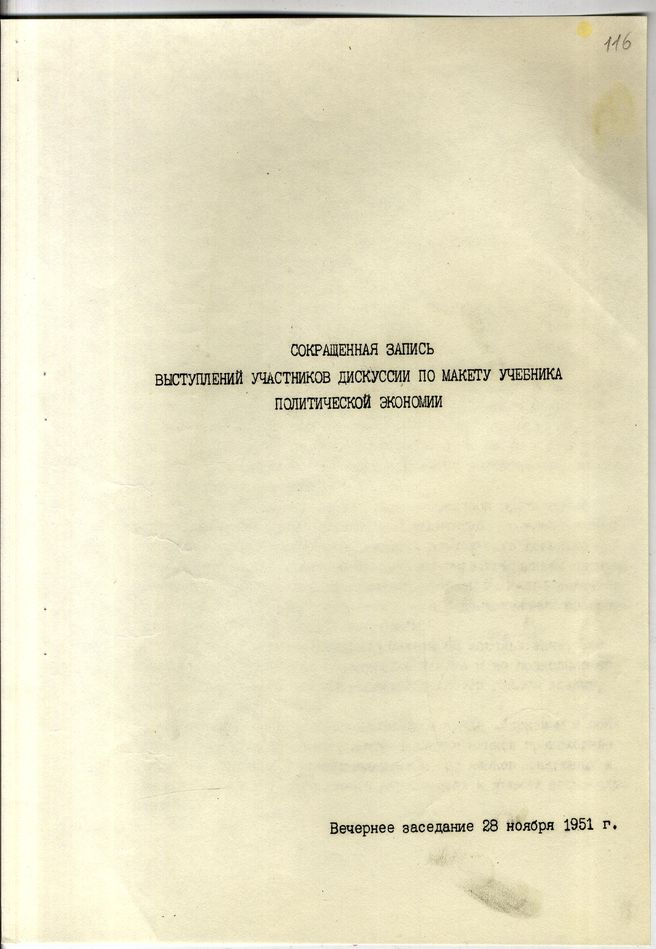 116
СОКРАЩЕННАЯ ЗАПИСЬ
ВЫСТУПЛЕНИЙ УЧАСТНИКОВ ДИСКУССИИ ПО МАКЕТУ УЧЕБНИКА
ПОЛИТИЧЕСКОЙ ЭКОНОМИИ
Вечернее заседание 28 ноября 1951 г.